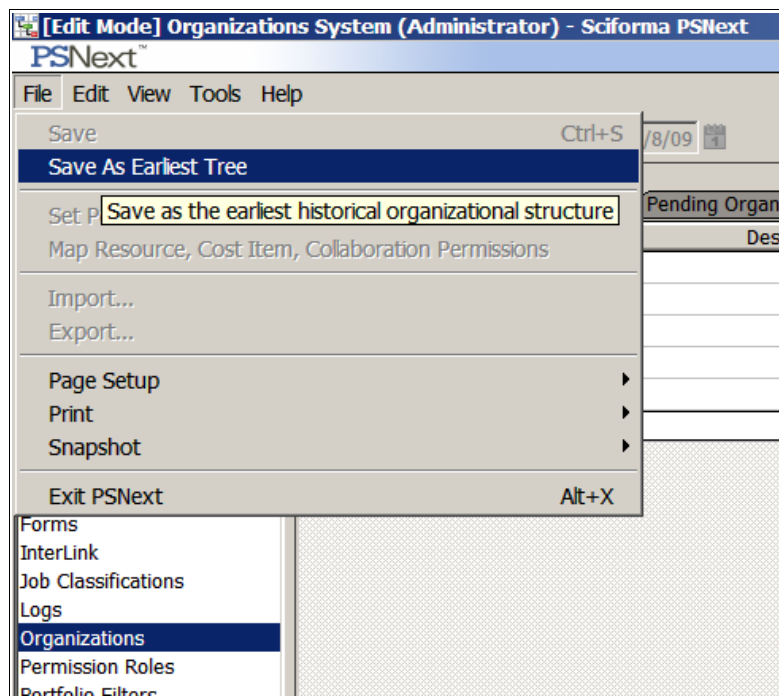 [Edit Mode] Organizations System (Administrator) - Sciforma PSNext
PSNext™
File Edit View Tools Help
Save Ctrl+S
/8/09
Save As Earliest Tree
Save as the earliest historical organizational structure
Set P
Pending Organ
Map Resource, Cost Item, Collaboration Permissions
Des
Import...
Export...
Page Setup
Print
Snapshot
Exit PSNext Alt+X
Forms
InterLink
Job Classifications
Logs
Organizations
Permission Roles
Portfolio Filters